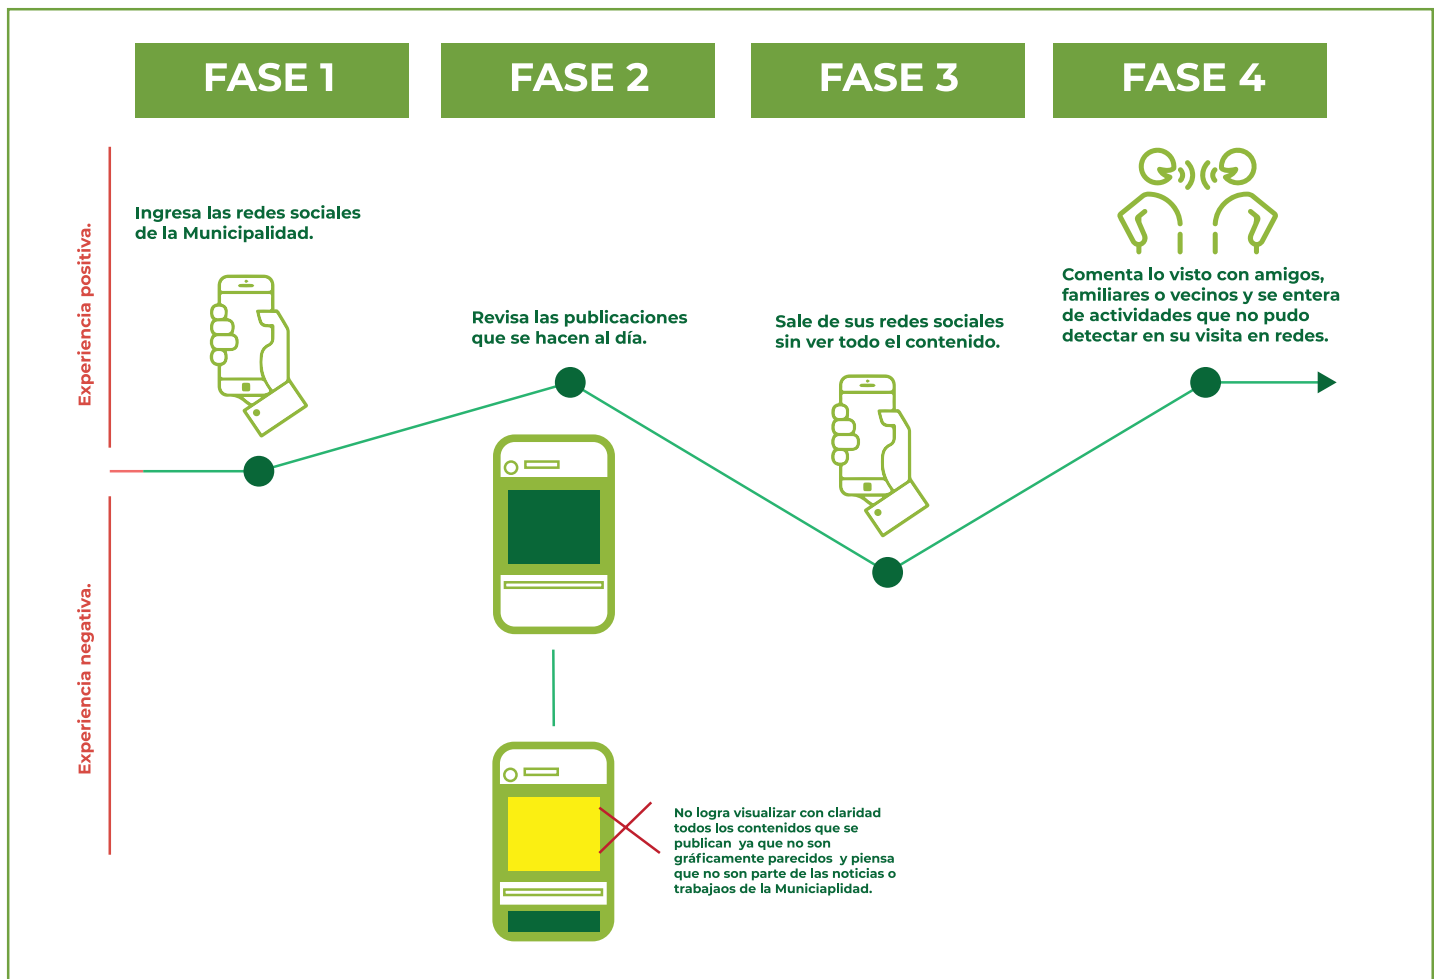 FASE 1
FASE 2
FASE 3
FASE 4
Experiencia positiva.
Experiencia negativa.
Ingresa las redes sociales
de la Municipalidad.
Revisa las publicaciones
que se hacen al día.
Sale de sus redes sociales
sin ver todo el contenido.
Comenta lo visto con amigos,
familiares o vecinos y se entera
de actividades que no pudo
detectar en su visita en redes.
No logra visualizar con claridad
todos los contenidos que se
publican  ya que no son
gráficamente parecidos  y piensa
que no son parte de las noticias o
trabajaos de la Municiaplidad.